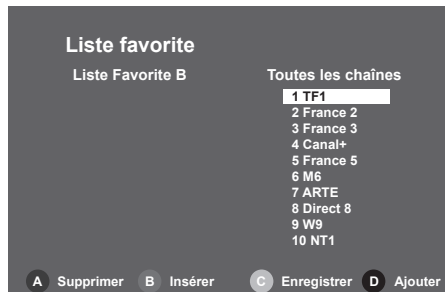 Liste favorite
Liste Favorite B
Toutes les chaînes
1 TF1
2 France 2
3 France 3
4 Canal+
5 France 5
6 M6
7 ARTE
8 Direct 8
9 W9
10 NT1
A Supprimer B Insérer C Enregistrer D Ajouter